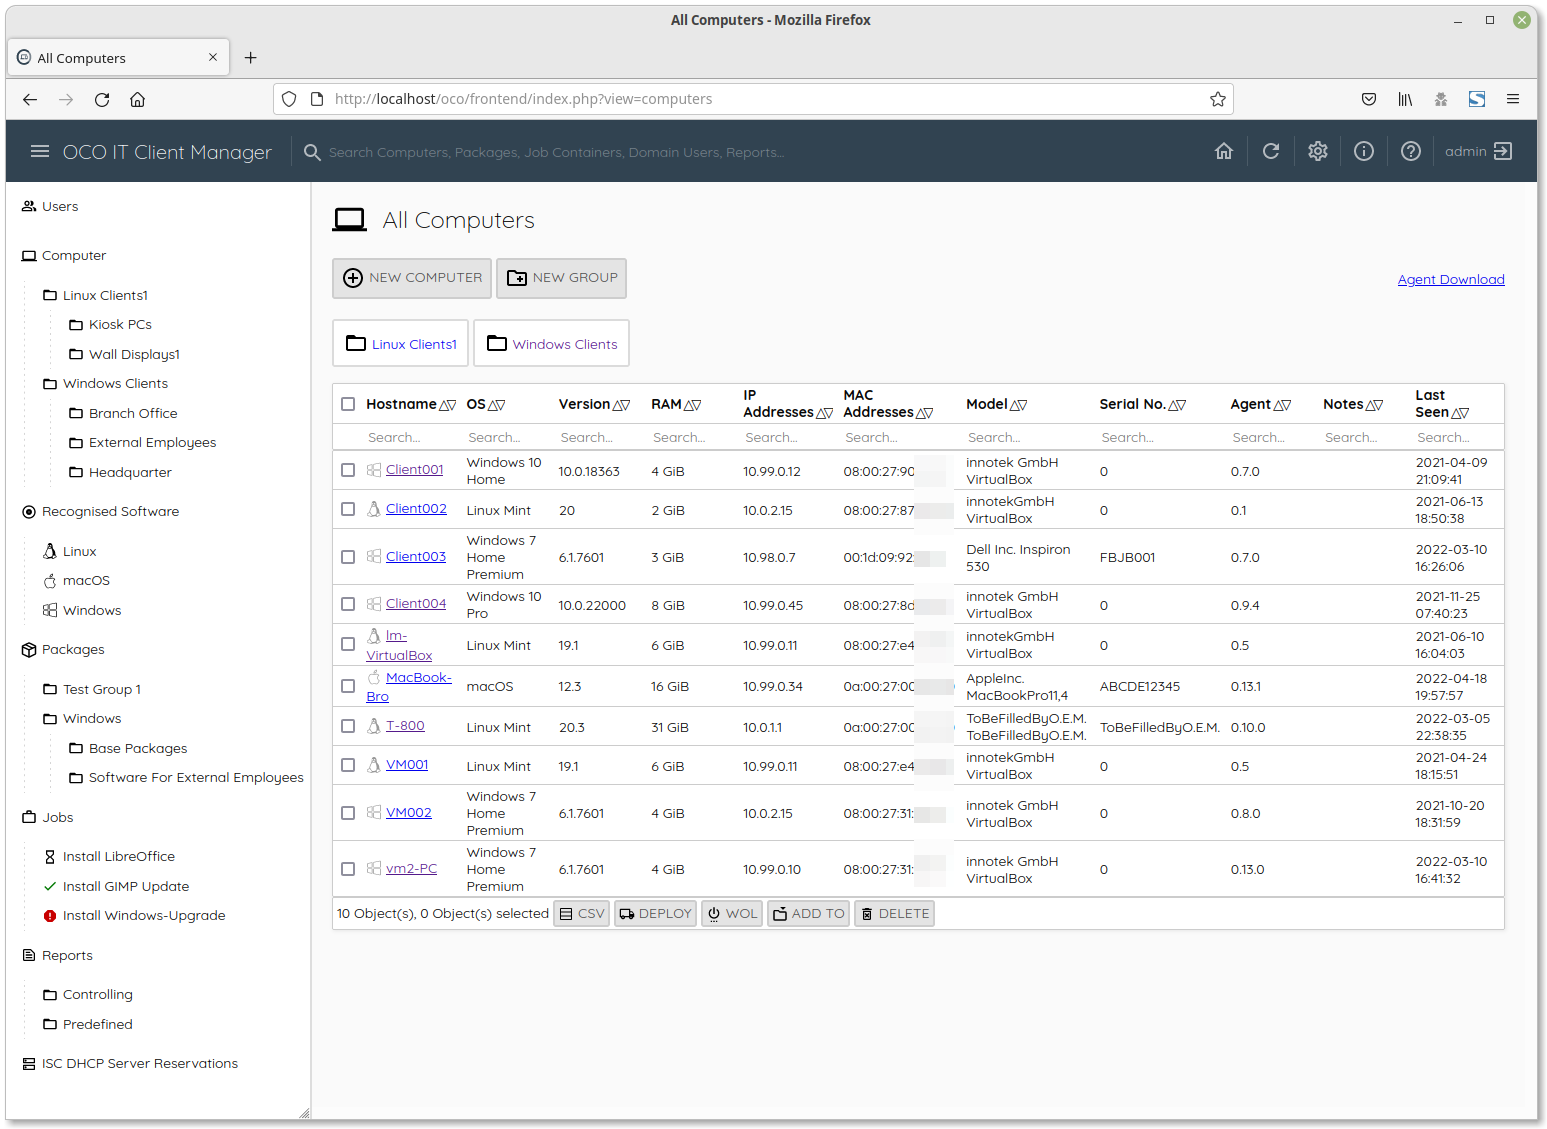 All Computers - Mozilla Firefox
All Computers
http://localhost/oco/frontend/index.php?view=computers
OCO IT Client Manager
Search Computers, Packages, Job Containers, Domain Users, Reports...
admin
Users
Computer
Linux Clients1
Kiosk PCs
Wall Displays1
Windows Clients
Branch Office
External Employees
Headquarter
Recognised Software
Linux
macOS
Windows
Packages
Test Group 1
Windows
Base Packages
Software For External Employees
Jobs
Install LibreOffice
Install GIMP Update
Install Windows-Upgrade
Reports
Controlling
Predefined
ISC DHCP Server Reservations
All Computers
NEW COMPUTER NEW GROUP
Agent Download
Linux Clients1 Windows Clients
Hostname OS Version RAM IP Addresses MAC Addresses Model Serial No. Agent Notes Last Seen
Search... Search... Search... Search... Search... Search... Search... Search... Search... Search... Search...
Client001 Windows 10 Home 10.0.18363 4 GiB 10.99.0.12 08:00:27:90 innotek GmbH VirtualBox 0 0.7.0 2021-04-09 21:09:41
Client002 Linux Mint 20 2 GiB 10.0.2.15 08:00:27:87 innotekGmbH VirtualBox 0 0.1 2021-06-13 18:50:38
Client003 Windows 7 Home Premium 6.1.7601 3 GiB 10.98.0.7 00:1d:09:92: Dell Inc. Inspiron 530 FBJB001 0.7.0 2022-03-10 16:26:06
Client004 Windows 10 Pro 10.0.22000 8 GiB 10.99.0.45 08:00:27:8d innotek GmbH VirtualBox 0 0.9.4 2021-11-25 07:40:23
lm-VirtualBox Linux Mint 19.1 6 GiB 10.99.0.11 08:00:27:e4 innotekGmbH VirtualBox 0 0.5 2021-06-10 16:04:03
MacBook-Bro macOS 12.3 16 GiB 10.99.0.34 0a:00:27:00 AppleInc. MacBookPro11,4 ABCDE12345 0.13.1 2022-04-18 19:57:57
T-800 Linux Mint 20.3 31 GiB 10.0.1.1 0a:00:27:00 ToBeFilledByO.E.M. ToBeFilledByO.E.M. ToBeFilledByO.E.M. 0.10.0 2022-03-05 22:38:35
VM001 Linux Mint 19.1 6 GiB 10.99.0.11 08:00:27:e4 innotekGmbH VirtualBox 0 0.5 2021-04-24 18:15:51
VM002 Windows 7 Home Premium 6.1.7601 4 GiB 10.0.2.15 08:00:27:31: innotek GmbH VirtualBox 0 0.8.0 2021-10-20 18:31:59
vm2-PC Windows 7 Home Premium 6.1.7601 4 GiB 10.99.0.10 08:00:27:31: innotek GmbH VirtualBox 0 0.13.0 2022-03-10 16:41:32
10 Object(s), 0 Object(s) selected CSV DEPLOY WOL ADD TO DELETE